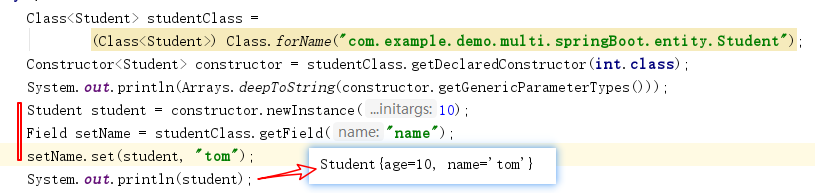 Class<Student> studentClass =
(Class<Student>) Class.forName("com.example.demo.multi.springBoot.entity.Student");
Constructor<Student> constructor = studentClass.getDeclaredConstructor(int.class);
System.out.println(Arrays.deepToString(constructor.getGenericParameterTypes()));
Student student = constructor.newInstance( ...initargs: 10);
Field setName = studentClass.getField( name: "name");
setName.set(student, "tom");
System.out.println(student);
Student{age=10, name='tom'}